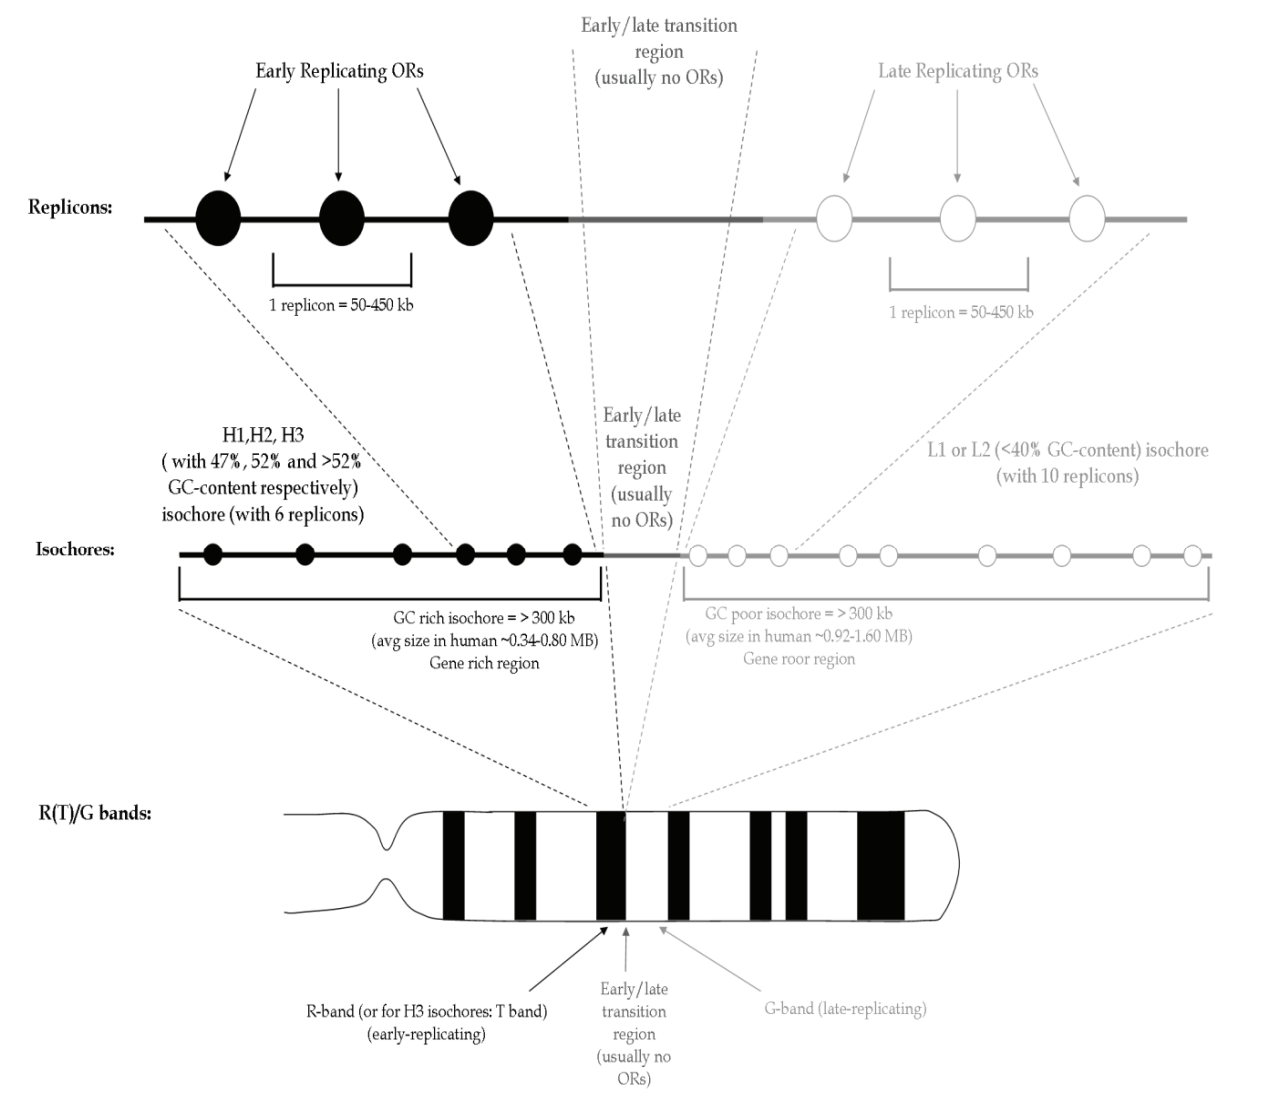 Early/late transition
region
(usually no ORs)
Early Replicating ORs
Late Replicating ORs
Replicons:
1 replicon = 50-450 kb
1 replicon = 50-450 kb
Early/late
transition
region
(usually
no ORs)
H1,H2, H3
( with 47%, 52% and >52%
GC-content respectively)
isochore (with 6 replicons)
L1 or L2 (<40% GC-content) isochore
(with 10 replicons)
Isochores:
GC rich isochore = > 300 kb
(avg size in human ~0.34-0.80 MB)
Gene rich region
GC poor isochore = > 300 kb
(avg size in human ~0.92-1.60 MB)
Gene roor region
R(T)/G bands:
R-band (or for H3 isochores: T band)
(early-replicating)
Early/late
transition
region
(usually no
ORs)
G-band (late-replicating)